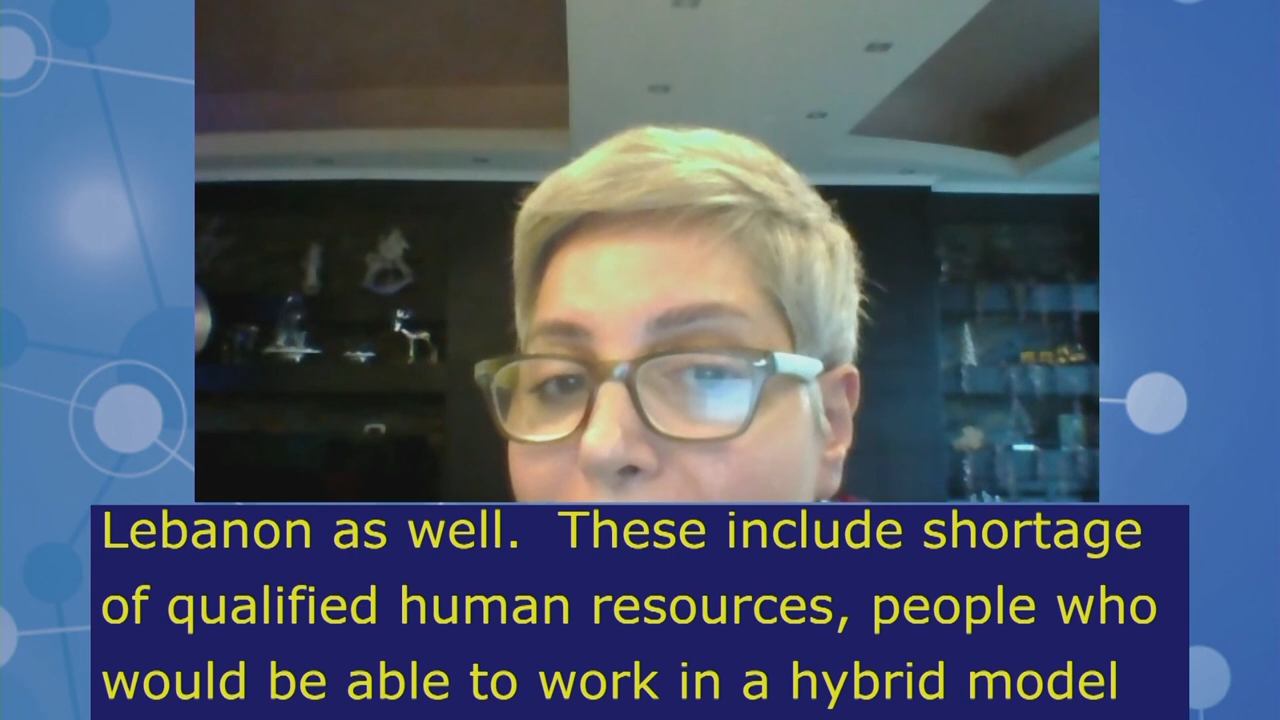 Lebanon as well.  These include shortage
of qualified human resources, people who
would be able to work in a hybrid model